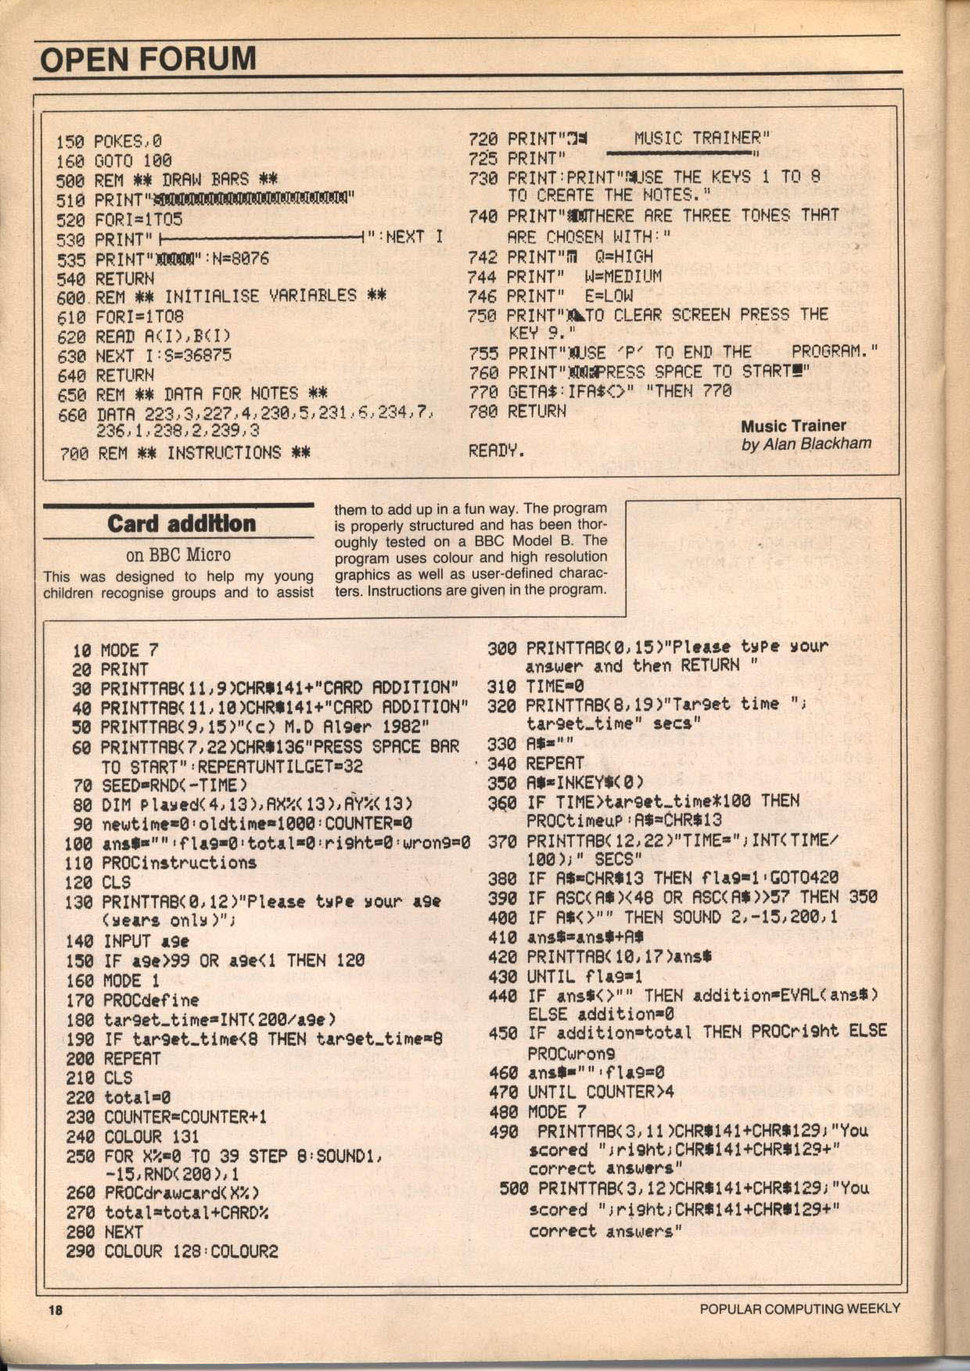 OPEN FORUM
150 POKES,0
160 GOTO 100
500 REM ** DRAW BARS **
510 PRINT"
520 FORI=1TO5
530 PRINT" ":NEXT I
535 PRINT" ":N=8076
540 RETURN
600 REM ** INITIALISE VARIABLES **
610 FORI=1TO8
620 READ A(I),B(I)
630 NEXT I:S=36875
640 RETURN
650 REM ** DATA FOR NOTES **
660 DATA 223,3,227,4,230,5,231,6,234,7,
236,1,238,2,239,3
700 REM ** INSTRUCTIONS **
720 PRINT" MUSIC TRAINER"
725 PRINT" "
730 PRINT:PRINT" USE THE KEYS 1 TO 8
TO CREATE THE NOTES."
740 PRINT" THERE ARE THREE TONES THAT
ARE CHOSEN WITH:"
742 PRINT" Q=HIGH
744 PRINT" W=MEDIUM
746 PRINT" E=LOW
750 PRINT" TO CLEAR SCREEN PRESS THE
KEY 9."
755 PRINT" USE 'P' TO END THE PROGRAM."
760 PRINT" PRESS SPACE TO START "
770 GETA$:IFA$<>" "THEN 770
780 RETURN
READY.
Music Trainer
by Alan Blackham
Card addition
on BBC Micro
This was designed to help my young
children recognise groups and to assist
them to add up in a fun way. The program
is properly structured and has been thor-
oughly tested on a BBC Model B. The
program uses colour and high resolution
graphics as well as user-defined charac-
ters. Instructions are given in the program.
10 MODE 7
20 PRINT
30 PRINTTAB(11,9)CHR$141+"CARD ADDITION"
40 PRINTTAB(11,10)CHR$141+"CARD ADDITION"
50 PRINTTAB(9,15)"(c) M.D Alger 1982"
60 PRINTTAB(7,22)CHR$136"PRESS SPACE BAR
TO START":REPEATUNTILGET=32
70 SEED=RND(-TIME)
80 DIM Played(4,13),AX%(13),AY%(13)
90 newtime=0:oldtime=1000:COUNTER=0
100 ans$="":flag=0:total=0:right=0:wrong=0
110 PROCinstructions
120 CLS
130 PRINTTAB(0,12)"Please type your age
(years only)";
140 INPUT age
150 IF age>99 OR age<1 THEN 120
160 MODE 1
170 PROCdefine
180 target_time=INT(200/age)
190 IF target_time<8 THEN target_time=8
200 REPEAT
210 CLS
220 total=0
230 COUNTER=COUNTER+1
240 COLOUR 131
250 FOR X%=0 TO 39 STEP 8:SOUND1,
-15,RND(200),1
260 PROCdrawcard(X%)
270 total=total+CARD%
280 NEXT
290 COLOUR 128:COLOUR2
300 PRINTTAB(0,15)"Please type your
answer and then RETURN "
310 TIME=0
320 PRINTTAB(8,19)"Target time ";
target_time" secs"
330 A$=""
340 REPEAT
350 A$=INKEY$(0)
360 IF TIME>target_time*100 THEN
PROCtimeup:A$=CHR$13
370 PRINTTAB(12,22)"TIME=";INT(TIME/
100);" SECS"
380 IF A$=CHR$13 THEN flag=1:GOTO420
390 IF ASC(A$)<48 OR ASC(A$)>57 THEN 350
400 IF A$<>"" THEN SOUND 2,-15,200,1
410 ans$=ans$+A$
420 PRINTTAB(10,17)ans$
430 UNTIL flag=1
440 IF ans$<>"" THEN addition=EVAL(ans$)
ELSE addition=0
450 IF addition=total THEN PROCright ELSE
PROCwrong
460 ans$="":flag=0
470 UNTIL COUNTER>4
480 MODE 7
490 PRINTTAB(3,11)CHR$141+CHR$129;"You
scored ";right;CHR$141+CHR$129+"
correct answers"
500 PRINTTAB(3,12)CHR$141+CHR$129;"You
scored ";right;CHR$141+CHR$129+"
correct answers"
18
POPULAR COMPUTING WEEKLY